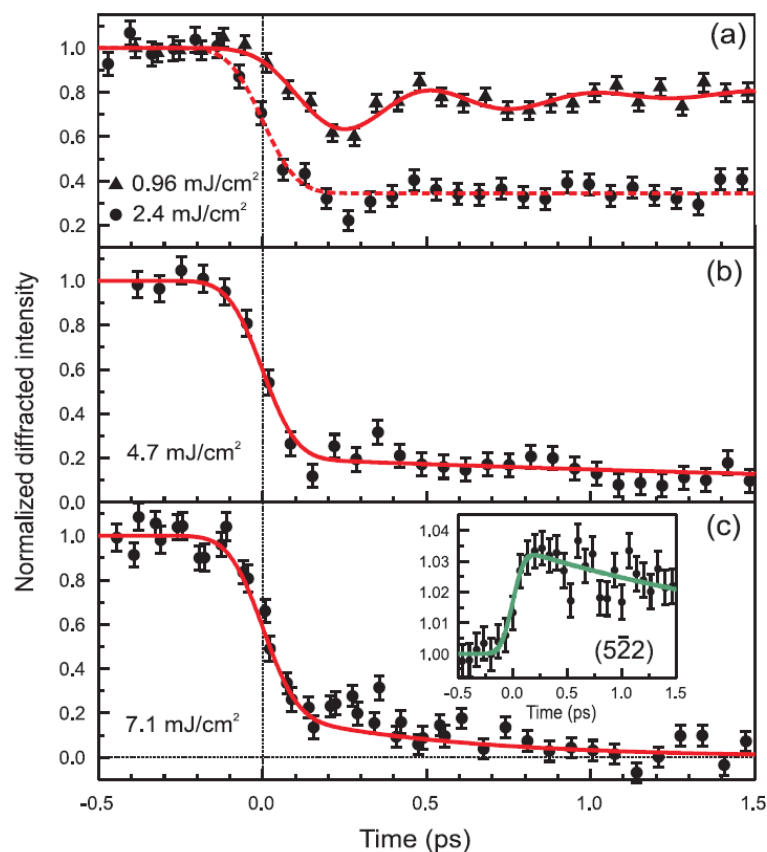 Normalized diffracted intensity
(a)
1.0
0.8
0.6
0.4
0.2
▲ 0.96 mJ/cm²
● 2.4 mJ/cm²
(b)
1.0
0.8
0.6
0.4
0.2
0.0
4.7 mJ/cm²
(c)
1.0
0.8
0.6
0.4
0.2
0.0
7.1 mJ/cm²
1.04
1.03
1.02
1.01
1.00
(52̅22)
-0.5 0.0 0.5 1.0 1.5
Time (ps)
-0.5 0.0 0.5 1.0 1.5
Time (ps)